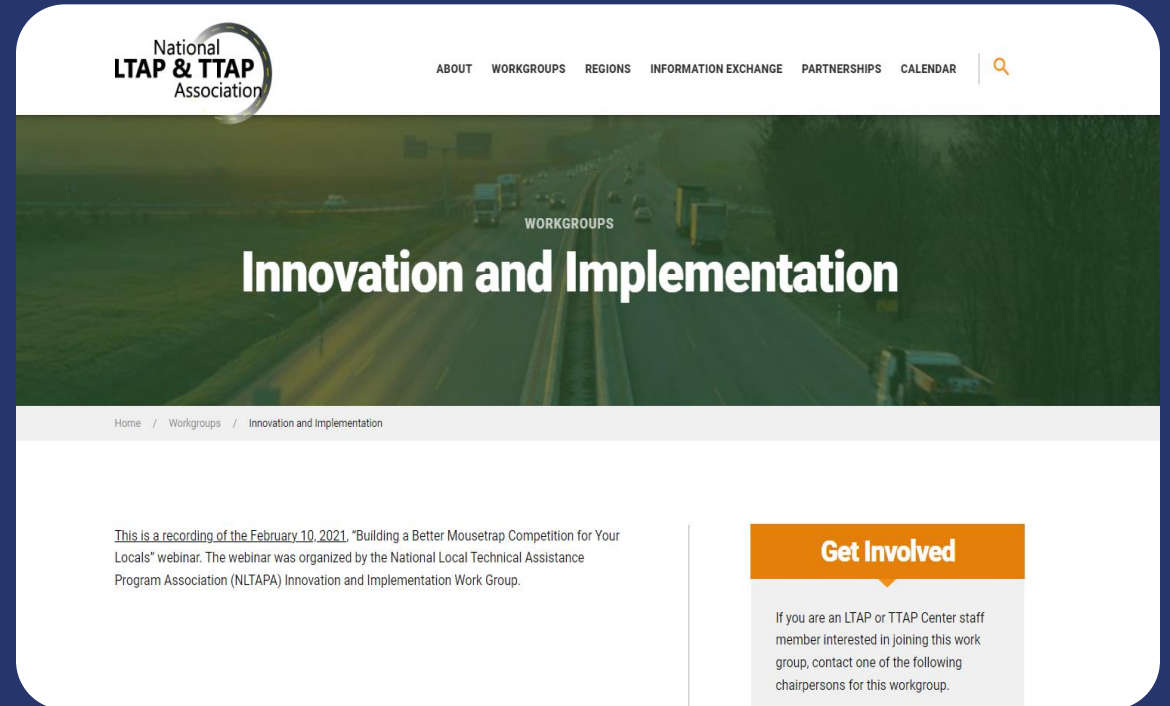 National
LTAP & TTAP
Association
ABOUT WORKGROUPS REGIONS INFORMATION EXCHANGE PARTNERSHIPS CALENDAR
WORKGROUPS
Innovation and Implementation
Home / Workgroups / Innovation and Implementation
This is a recording of the February 10, 2021, “Building a Better Mousetrap Competition for Your
Locals” webinar. The webinar was organized by the National Local Technical Assistance
Program Association (NLTAPA) Innovation and Implementation Work Group.
Get Involved
If you are an LTAP or TTAP Center staff
member interested in joining this work
group, contact one of the following
chairpersons for this workgroup.